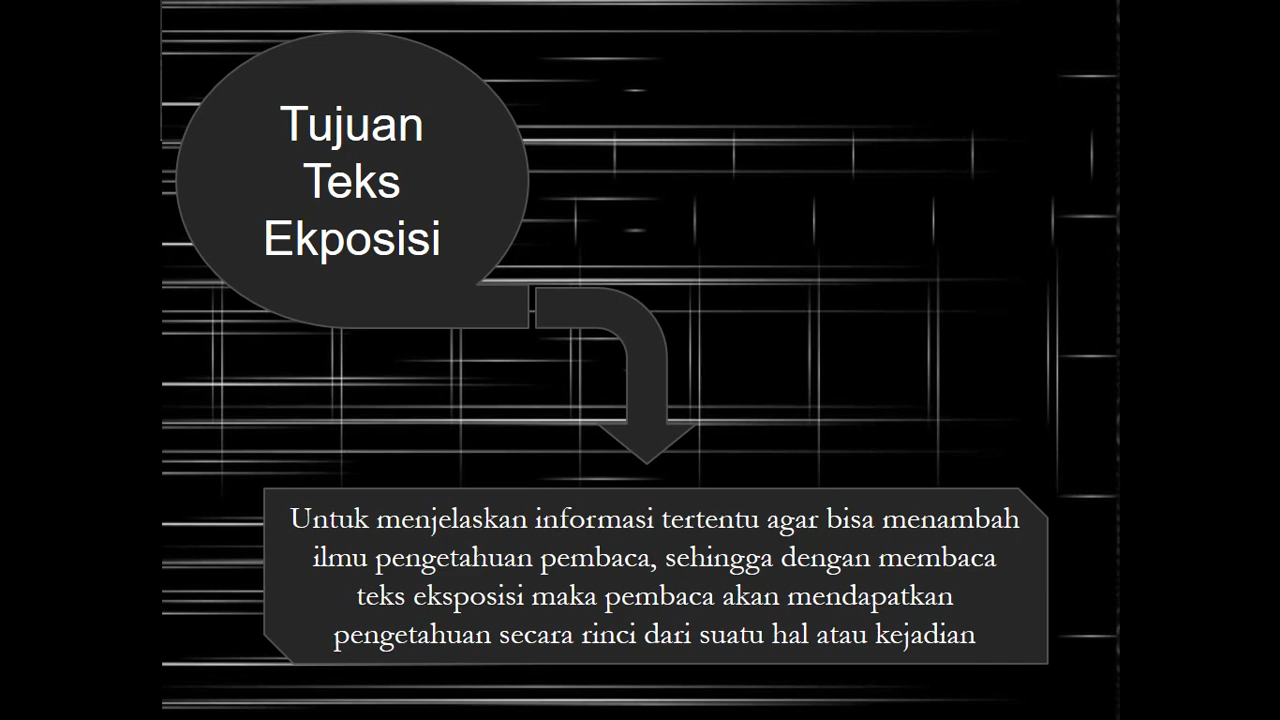 Tujuan
Teks
Ekposisi
Untuk menjelaskan informasi tertentu agar bisa menambah
ilmu pengetahuan pembaca, sehingga dengan membaca
teks eksposisi maka pembaca akan mendapatkan
pengetahuan secara rinci dari suatu hal atau kejadian